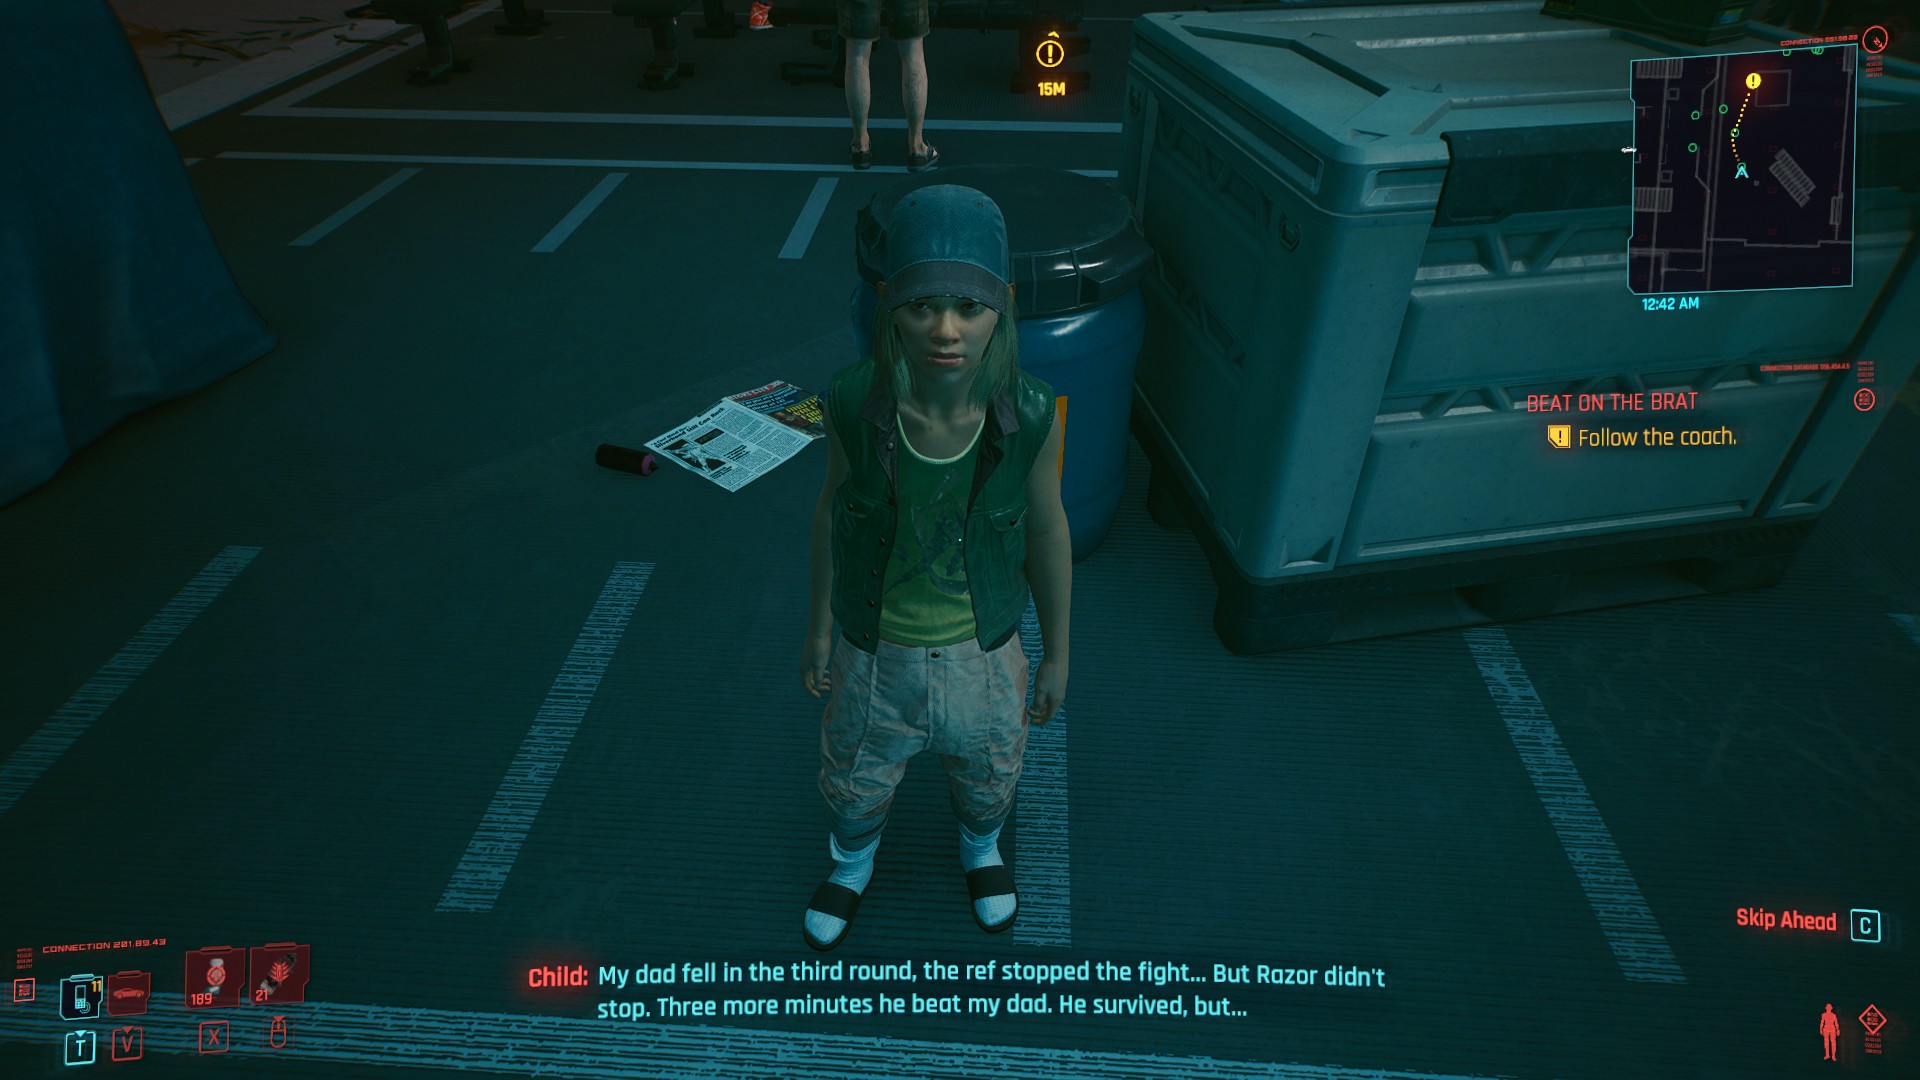 15M
CONNECTION
12:42 AM
BEAT ON THE BRAT
Follow the coach.
Skip Ahead C
CONNECTION 201.89.43
11
189
21
T
V
X
Child: My dad fell in the third round, the ref stopped the fight... But Razor didn't
stop. Three more minutes he beat my dad. He survived, but...